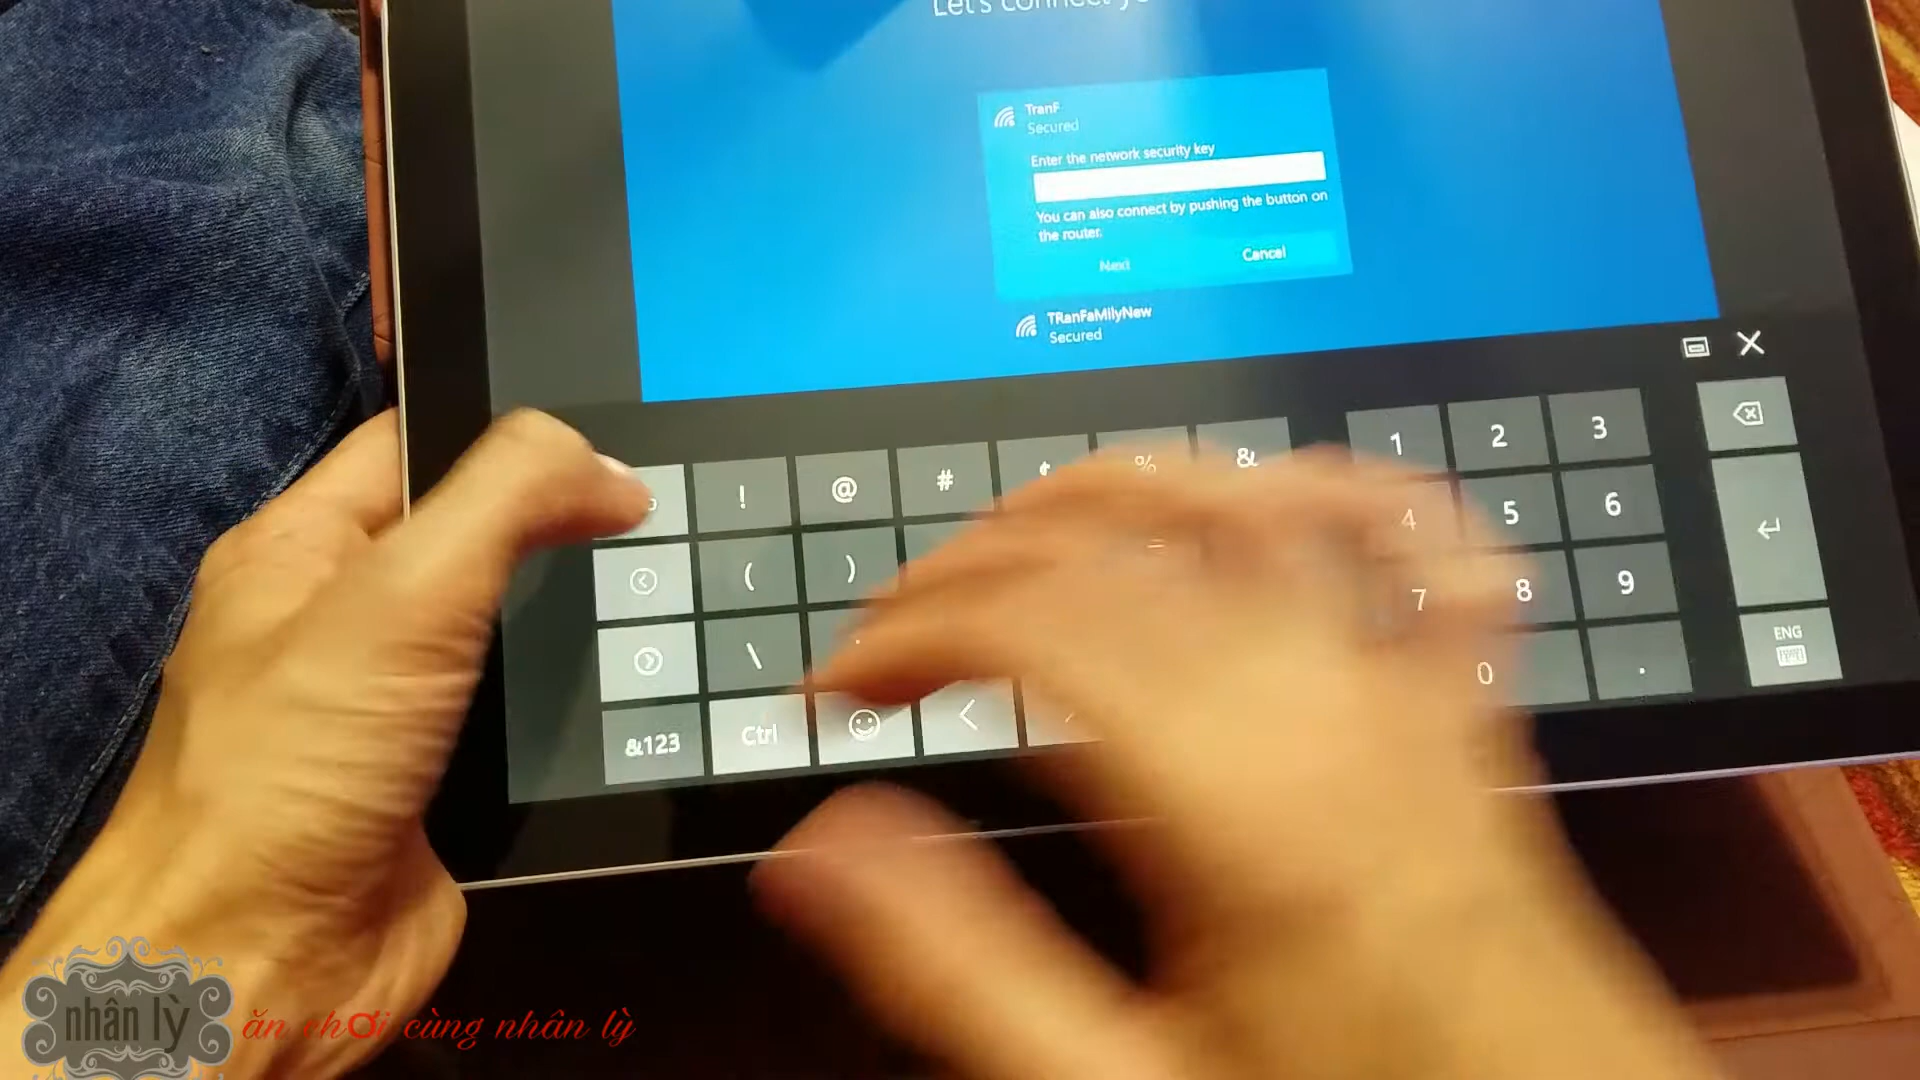 Let's connect
TranF
Secured
Enter the network security key
You can also connect by pushing the button on
the router.
Next Cancel
TRanFaMIlyNew
Secured
! @ # $ % & 1 2 3
( ) = 4 5 6
\ 7 8 9
&123 Ctrl < 0 .
ENG
nhân lỳ
ăn chơi cùng nhân lỳ